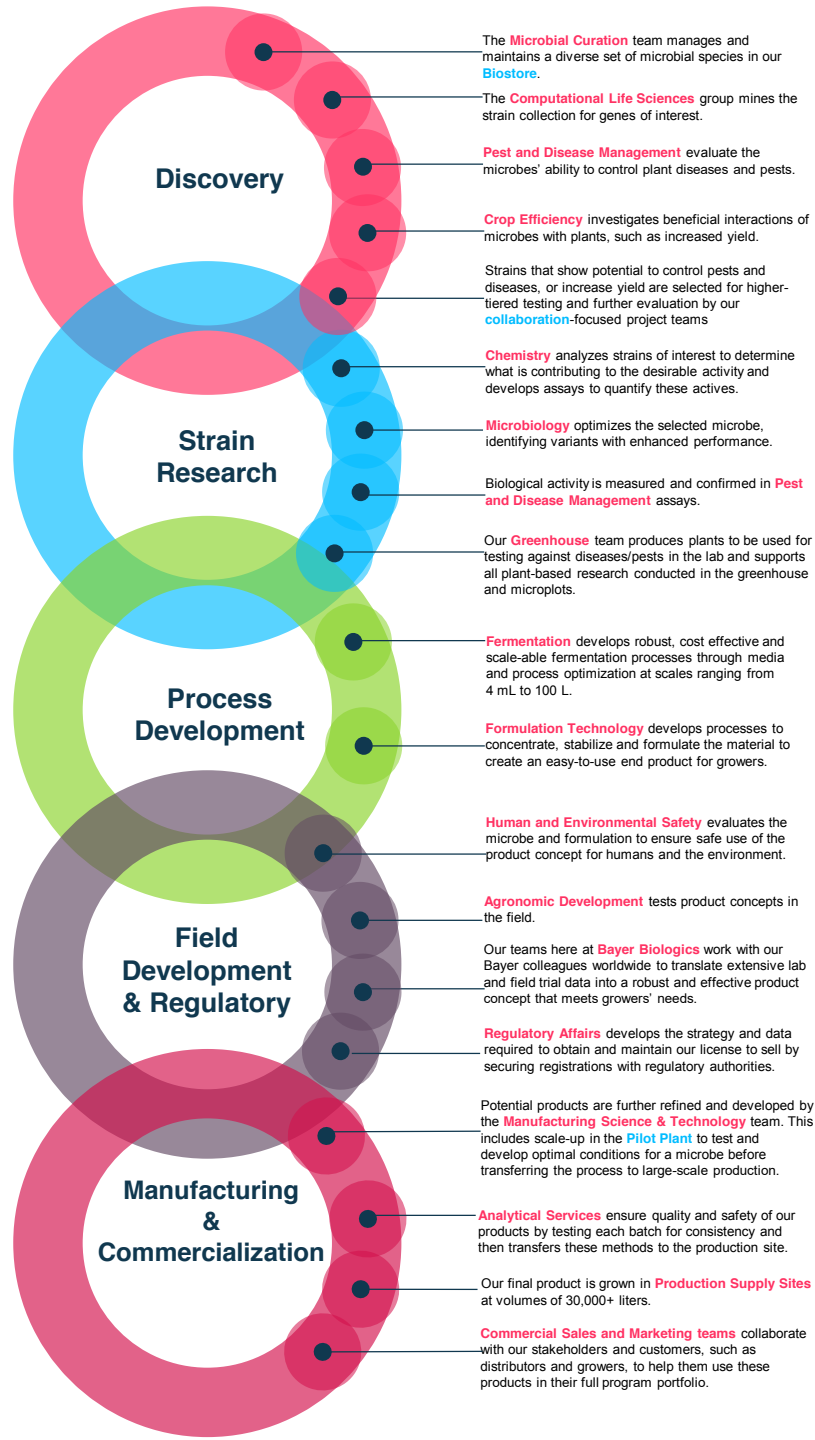 The Microbial Curation team manages and
maintains a diverse set of microbial species in our
Biostore.
The Computational Life Sciences group mines the
strain collection for genes of interest.
Discovery
Pest and Disease Management evaluate the
microbes' ability to control plant diseases and pests.
Crop Efficiency investigates beneficial interactions of
microbes with plants, such as increased yield.
Strains that show potential to control pests and
diseases, or increase yield are selected for higher-
tiered testing and further evaluation by our
collaboration-focused project teams
Strain
Research
Chemistry analyzes strains of interest to determine
what is contributing to the desirable activity and
develops assays to quantify these actives.
Microbiology optimizes the selected microbe,
identifying variants with enhanced performance.
Biological activity is measured and confirmed in Pest
and Disease Management assays.
Our Greenhouse team produces plants to be used for
testing against diseases/pests in the lab and supports
all plant-based research conducted in the greenhouse
and microplots.
Process
Development
Fermentation develops robust, cost effective and
scale-able fermentation processes through media
and process optimization at scales ranging from
4 mL to 100 L.
Formulation Technology develops processes to
concentrate, stabilize and formulate the material to
create an easy-to-use end product for growers.
Field
Development
& Regulatory
Human and Environmental Safety evaluates the
microbe and formulation to ensure safe use of the
product concept for humans and the environment.
Agronomic Development tests product concepts in
the field.
Our teams here at Bayer Biologics work with our
Bayer colleagues worldwide to translate extensive lab
and field trial data into a robust and effective product
concept that meets growers' needs.
Regulatory Affairs develops the strategy and data
required to obtain and maintain our license to sell by
securing registrations with regulatory authorities.
Manufacturing
&
Commercialization
Potential products are further refined and developed by
the Manufacturing Science & Technology team. This
includes scale-up in the Pilot Plant to test and
develop optimal conditions for a microbe before
transferring the process to large-scale production.
Analytical Services ensure quality and safety of our
products by testing each batch for consistency and
then transfers these methods to the production site.
Our final product is grown in Production Supply Sites
at volumes of 30,000+ liters.
Commercial Sales and Marketing teams collaborate
with our stakeholders and customers, such as
distributors and growers, to help them use these
products in their full program portfolio.